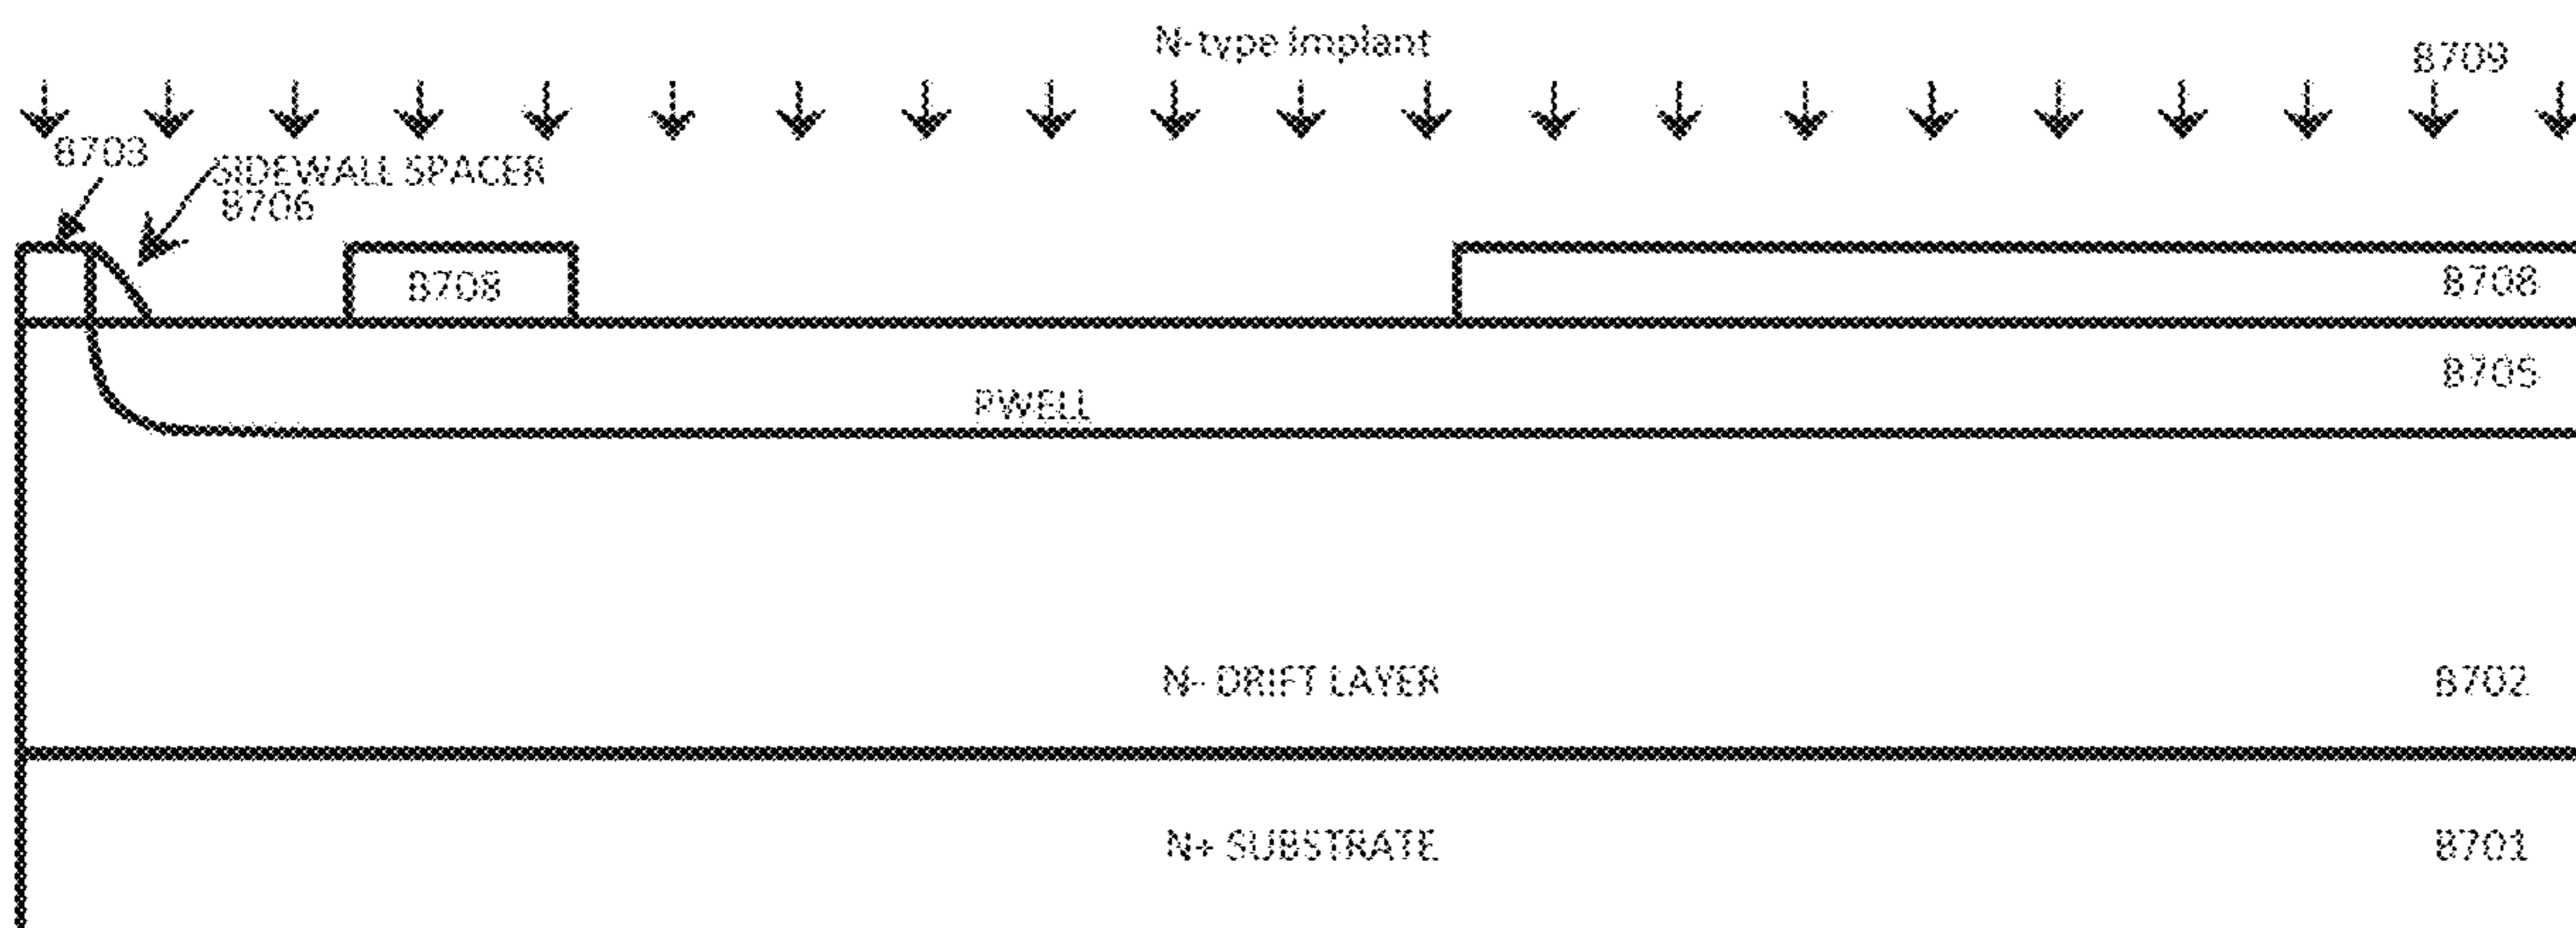 N-type implant
8709
8703
SIDEWALL SPACER
8706
8708
8708
8705
PWELL
N- DRIFT LAYER
8702
N+ SUBSTRATE
8701